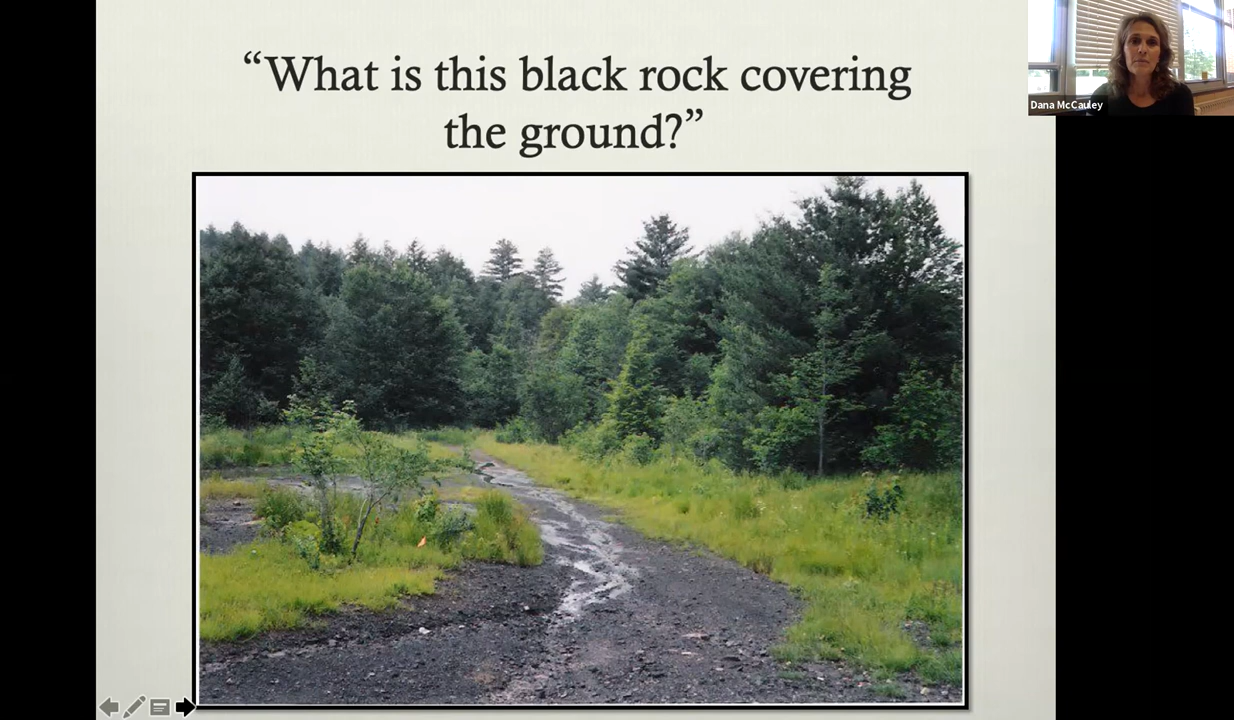 “What is this black rock covering
the ground?”
Dana McCauley